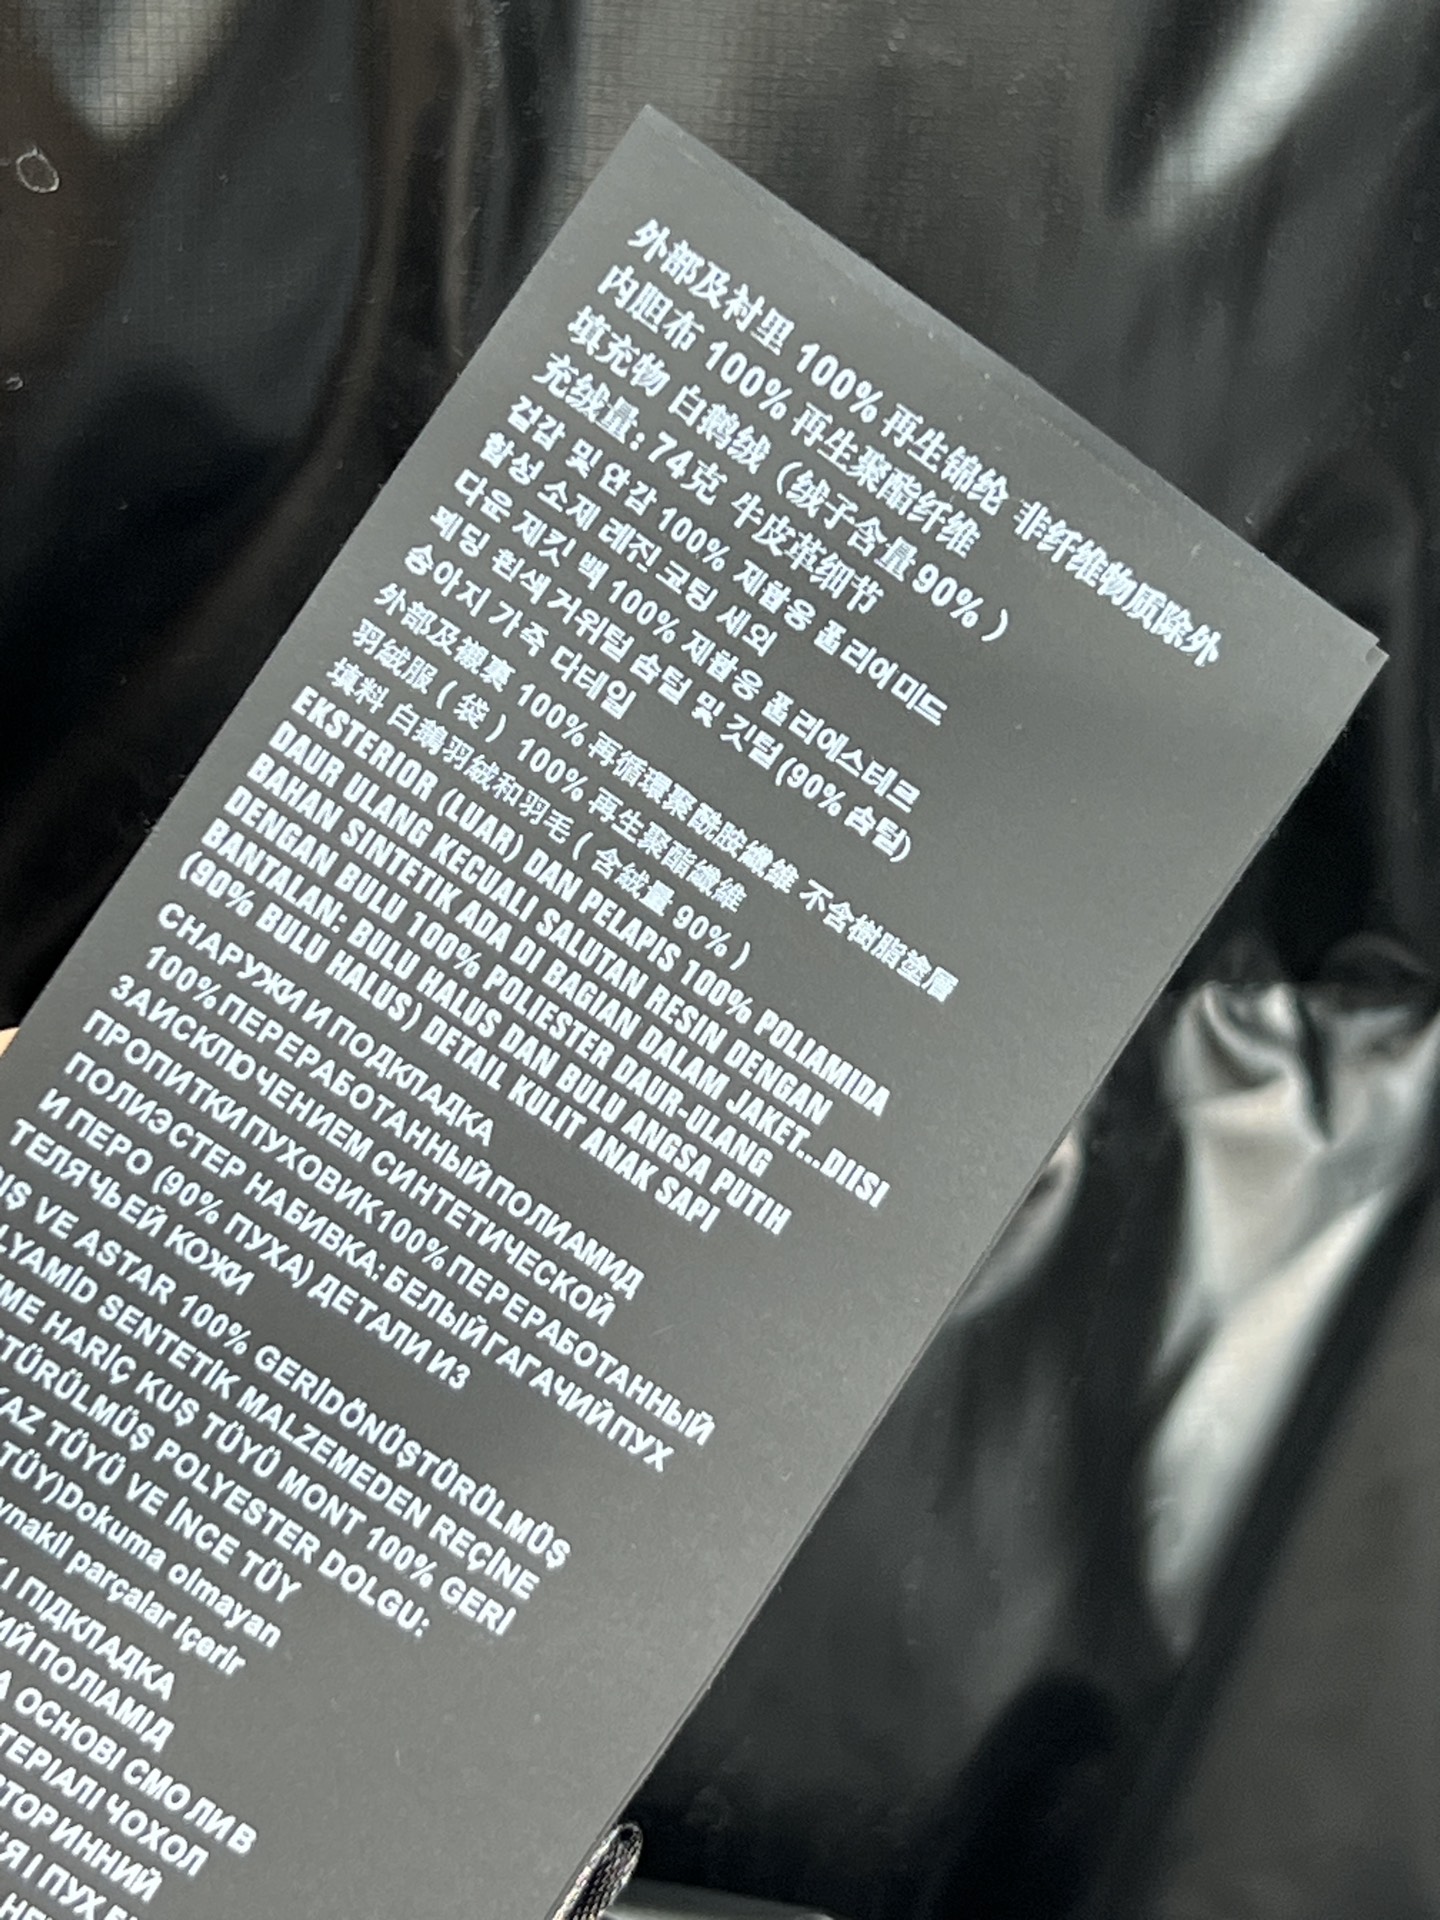 外部及衬里 100% 再生锦纶 非纤维物质除外
内胆布 100% 再生聚酯纤维
填充物 白鹅绒（绒子含量 90%）
充绒量: 74克 牛皮革细节
겉감 및 안감 100% 재활용 폴리아미드
합성 소재 레진 코팅 제외
다운 재킷 백 100% 재활용 폴리에스테르
패딩 흰색 거위털 솜털 및 깃털 (90% 솜털)
송아지 가죽 디테일
外部及襯裏 100% 再循環聚酰胺纖維 不含樹脂塗層
羽絨服（袋）100% 再生聚酯纖維
填料 白鵝羽絨和羽毛（含絨量 90%）
EKSTERIOR (LUAR) DAN PELAPIS 100% POLIAMIDA
DAUR ULANG KECUALI SALUTAN RESIN DENGAN
BAHAN SINTETIK ADA DI BAGIAN DALAM JAKET...DIISI
DENGAN BULU 100% POLIESTER DAUR-ULANG
BANTALAN: BULU HALUS DAN BULU ANGSA PUTIH
(90% BULU HALUS) DETAIL KULIT ANAK SAPI
СНАРУЖИ И ПОДКЛАДКА
100% ПЕРЕРАБОТАННЫЙ ПОЛИАМИД
ЗА ИСКЛЮЧЕНИЕМ СИНТЕТИЧЕСКОЙ
ПРОПИТКИ ПУХОВИК 100% ПЕРЕРАБОТАННЫЙ
ПОЛИЭСТЕР НАБИВКА: БЕЛЫЙ ГАГАЧИЙ ПУХ
И ПЕРО (90% ПУХА) ДЕТАЛИ ИЗ
ТЕЛЯЧЬЕЙ КОЖИ
VE ASTAR 100% GERİDÖNÜŞTÜRÜLMÜŞ
SENTETİK MALZEMEDEN REÇİNE
HARİÇ KUŞ TÜYÜ MONT 100% GERI
POLYESTER DOLGU:
TÜYÜ VE İNCE TÜY
TÜY)Dokuma olmayan
parçalar içerir
І ПІДКЛАДКА
ПОЛІАМІД
ОСНОВІ СМОЛИ В
ЧОХОЛ
І ПУХ